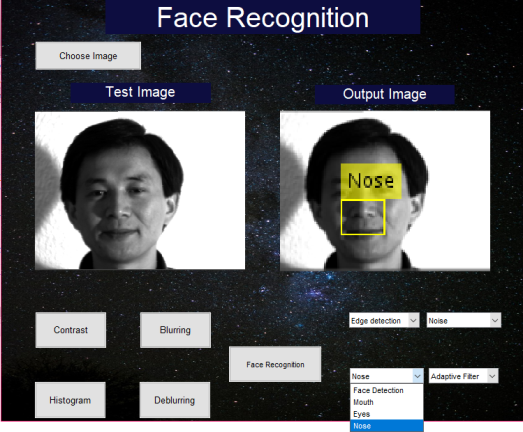 Face Recognition
Choose Image
Test Image
Output Image
Nose
Contrast
Blurring
Edge detection
Noise
Face Recognition
Nose
Adaptive Filter
Face Detection
Mouth
Eyes
Nose
Histogram
Deblurring